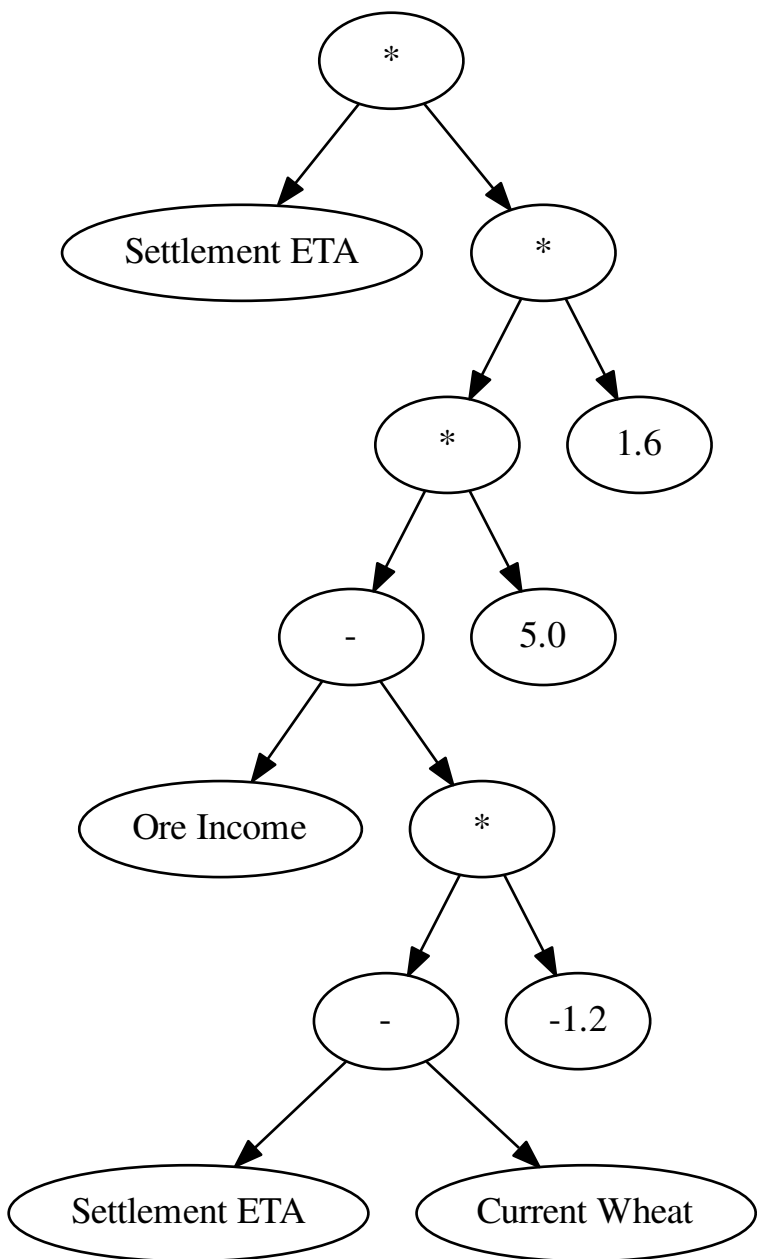 *
Settlement ETA
*
*
1.6
-
5.0
Ore Income
*
-
-1.2
Settlement ETA
Current Wheat